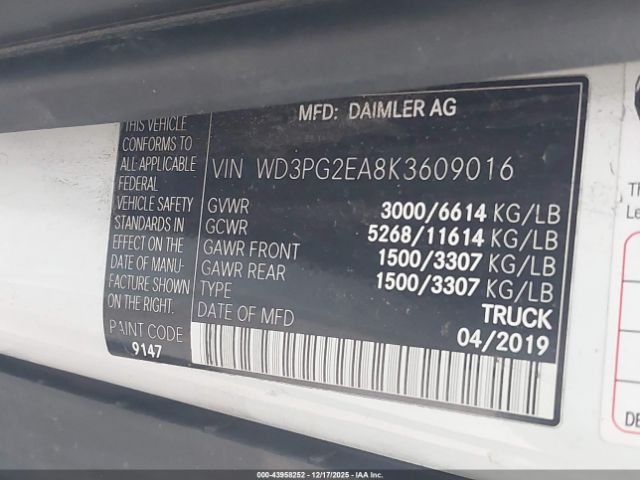 MFD: DAIMLER AG
THIS VEHICLE
CONFORMS TO
ALL APPLICABLE
FEDERAL
VEHICLE SAFETY
STANDARDS IN
EFFECT ON THE
DATE OF MANU-
FACTURE SHOWN
ON THE RIGHT.
PAINT CODE
9147
VIN WD3PG2EA8K3609016
GVWR 3000/6614 KG/LB
GCWR 5268/11614 KG/LB
GAWR FRONT 1500/3307 KG/LB
GAWR REAR 1500/3307 KG/LB
TYPE TRUCK
DATE OF MFD 04/2019
000-43958252 | 12/17/2025 | IAA Inc.